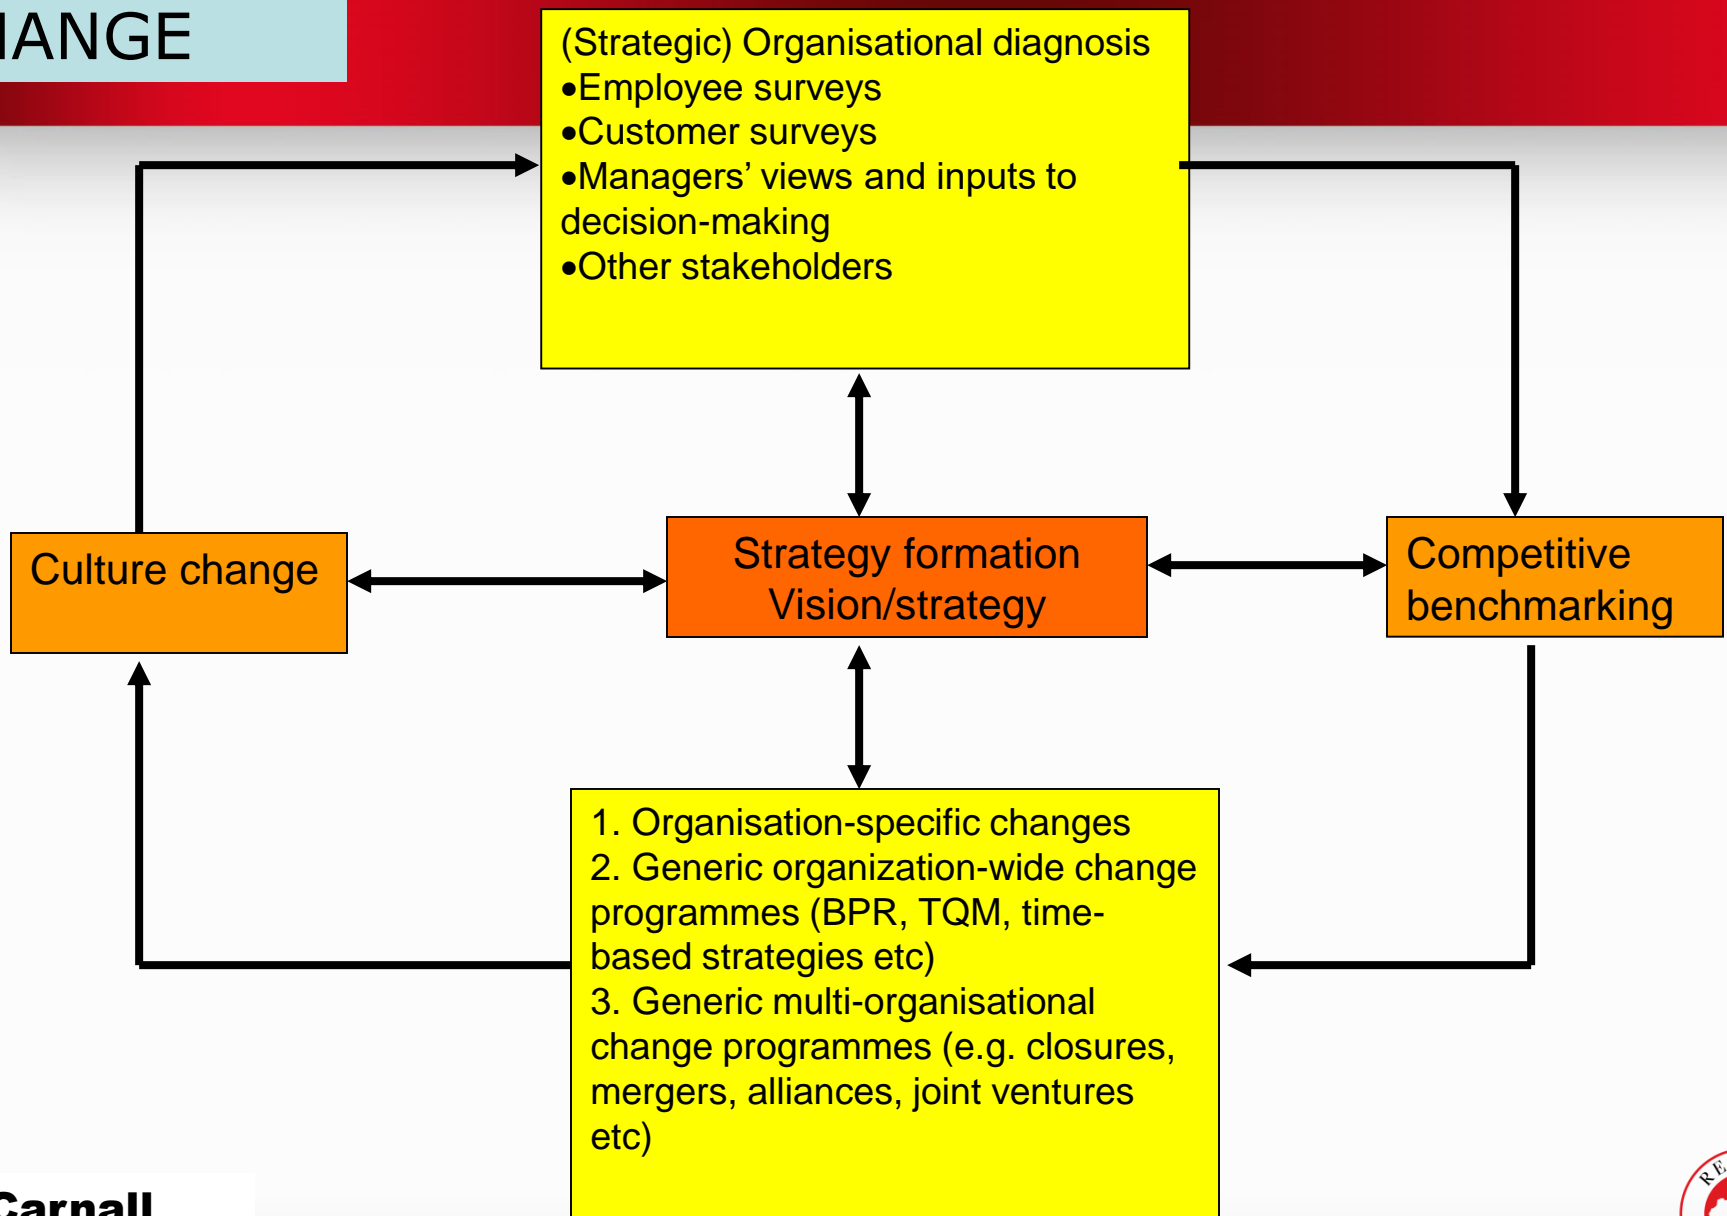 HANGE
(Strategic) Organisational diagnosis
•Employee surveys
•Customer surveys
•Managers’ views and inputs to
decision-making
•Other stakeholders
Culture change
Strategy formation
Vision/strategy
Competitive
benchmarking
1. Organisation-specific changes
2. Generic organization-wide change
programmes (BPR, TQM, time-
based strategies etc)
3. Generic multi-organisational
change programmes (e.g. closures,
mergers, alliances, joint ventures
etc)
Carnall